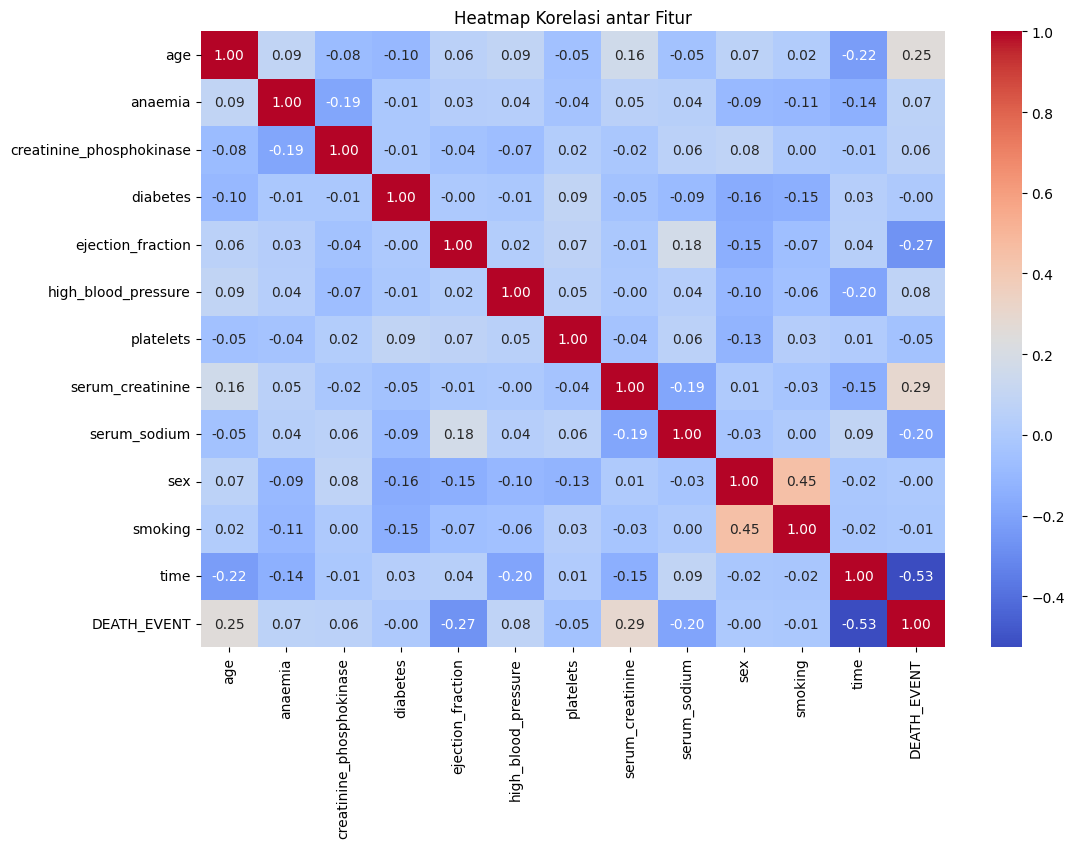 Heatmap Korelasi antar Fitur
age 1.00 0.09 -0.08 -0.10 0.06 0.09 -0.05 0.16 -0.05 0.07 0.02 -0.22 0.25
anaemia 0.09 1.00 -0.19 -0.01 0.03 0.04 -0.04 0.05 0.04 -0.09 -0.11 -0.14 0.07
creatinine_phosphokinase -0.08 -0.19 1.00 -0.01 -0.04 -0.07 0.02 -0.02 0.06 0.08 0.00 -0.01 0.06
diabetes -0.10 -0.01 -0.01 1.00 -0.00 -0.01 0.09 -0.05 -0.09 -0.16 -0.15 0.03 -0.00
ejection_fraction 0.06 0.03 -0.04 -0.00 1.00 0.02 0.07 -0.01 0.18 -0.15 -0.07 0.04 -0.27
high_blood_pressure 0.09 0.04 -0.07 -0.01 0.02 1.00 0.05 -0.00 0.04 -0.10 -0.06 -0.20 0.08
platelets -0.05 -0.04 0.02 0.09 0.07 0.05 1.00 -0.04 0.06 -0.13 0.03 0.01 -0.05
serum_creatinine 0.16 0.05 -0.02 -0.05 -0.01 -0.00 -0.04 1.00 -0.19 0.01 -0.03 -0.15 0.29
serum_sodium -0.05 0.04 0.06 -0.09 0.18 0.04 0.06 -0.19 1.00 -0.03 0.00 0.09 -0.20
sex 0.07 -0.09 0.08 -0.16 -0.15 -0.10 -0.13 0.01 -0.03 1.00 0.45 -0.02 -0.00
smoking 0.02 -0.11 0.00 -0.15 -0.07 -0.06 0.03 -0.03 0.00 0.45 1.00 -0.02 -0.01
time -0.22 -0.14 -0.01 0.03 0.04 -0.20 0.01 -0.15 0.09 -0.02 -0.02 1.00 -0.53
DEATH_EVENT 0.25 0.07 0.06 -0.00 -0.27 0.08 -0.05 0.29 -0.20 -0.00 -0.01 -0.53 1.00
age
anaemia
creatinine_phosphokinase
diabetes
ejection_fraction
high_blood_pressure
platelets
serum_creatinine
serum_sodium
sex
smoking
time
DEATH_EVENT
1.0
0.8
0.6
0.4
0.2
0.0
−0.2
−0.4